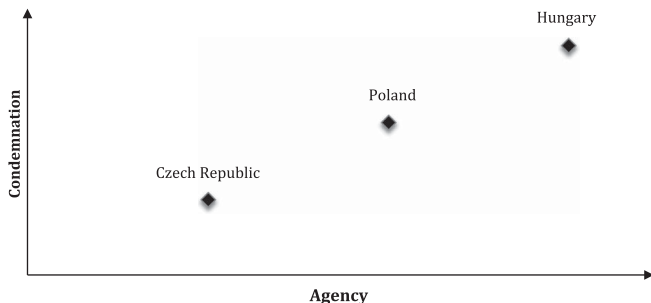 Hungary
Poland
Czech Republic
Condemnation
Agency